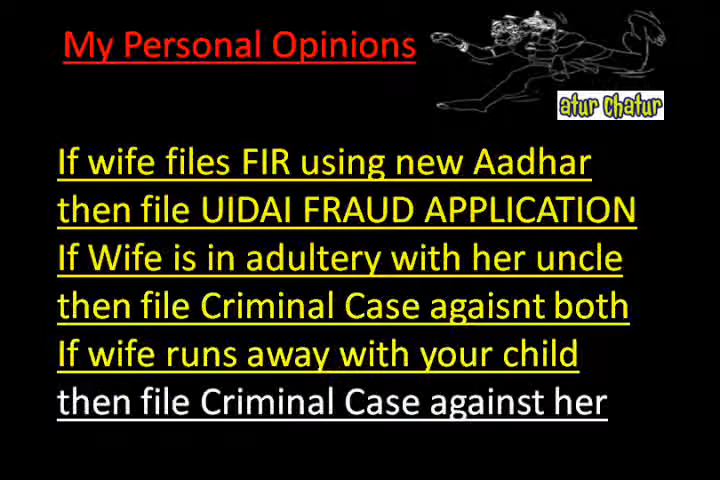 My Personal Opinions
atur Chatur
If wife files FIR using new Aadhar
then file UIDAI FRAUD APPLICATION
If Wife is in adultery with her uncle
then file Criminal Case agaisnt both
If wife runs away with your child
then file Criminal Case against her